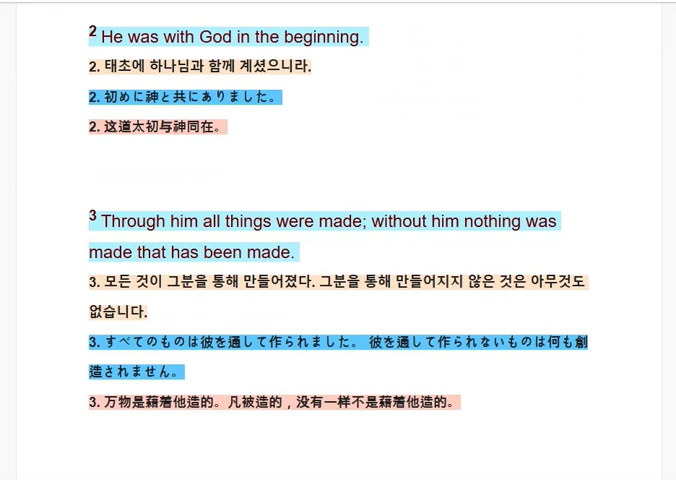 2 He was with God in the beginning.
2. 태초에 하나님과 함께 계셨으니라.
2. 初めに神と共にありました。
2. 这道太初与神同在。
3 Through him all things were made; without him nothing was
made that has been made.
3. 모든 것이 그분을 통해 만들어졌다. 그분을 통해 만들어지지 않은 것은 아무것도
없습니다.
3. すべてのものは彼を通して作られました。 彼を通して作られないものは何も創
造されません。
3. 万物是藉着他造的。凡被造的，没有一样不是藉着他造的。